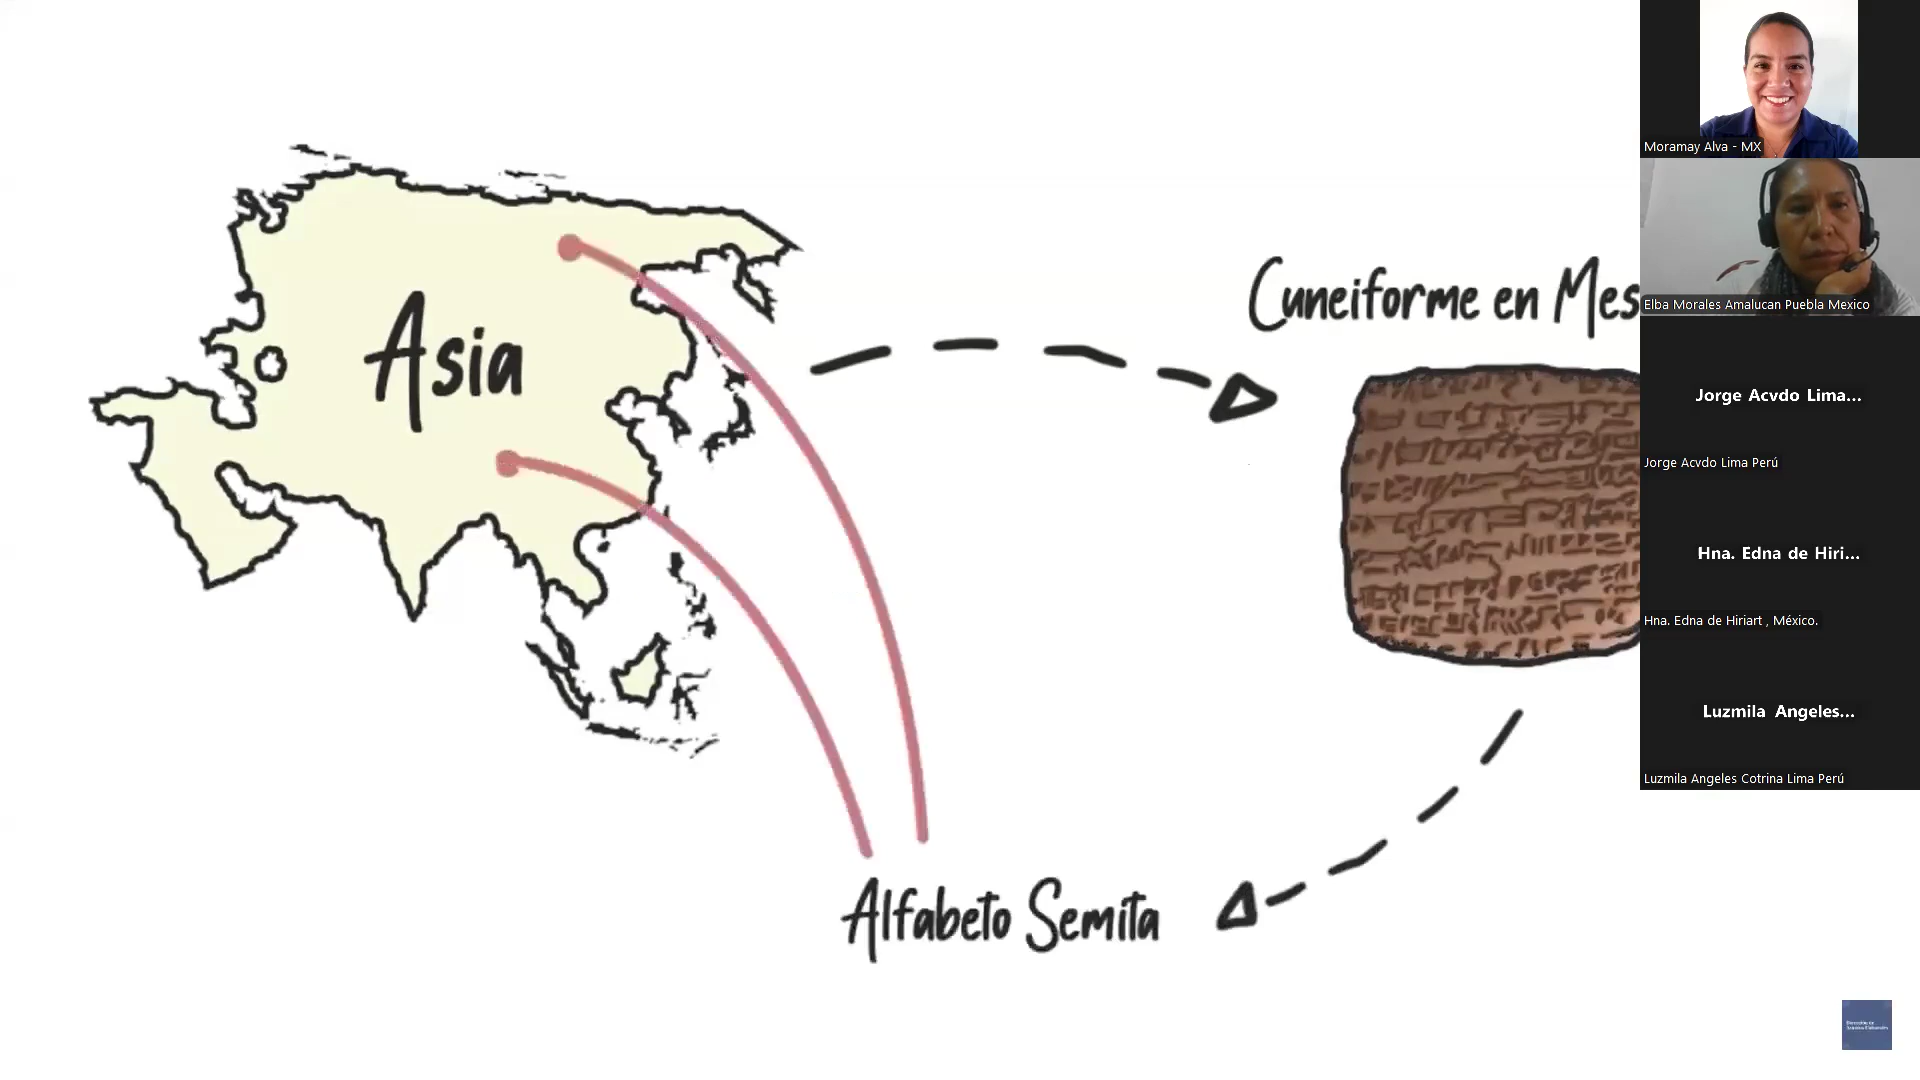 Asia
Cuneiforme en Mes
Alfabeto Semita
Moramay Alva - MX
Elba Morales Amalucan Puebla Mexico
Jorge Acvdo Lima...
Jorge Acvdo Lima Perú
Hna. Edna de Hiri...
Hna. Edna de Hiriart , México.
Luzmila Angeles...
Luzmila Angeles Cotrina Lima Perú